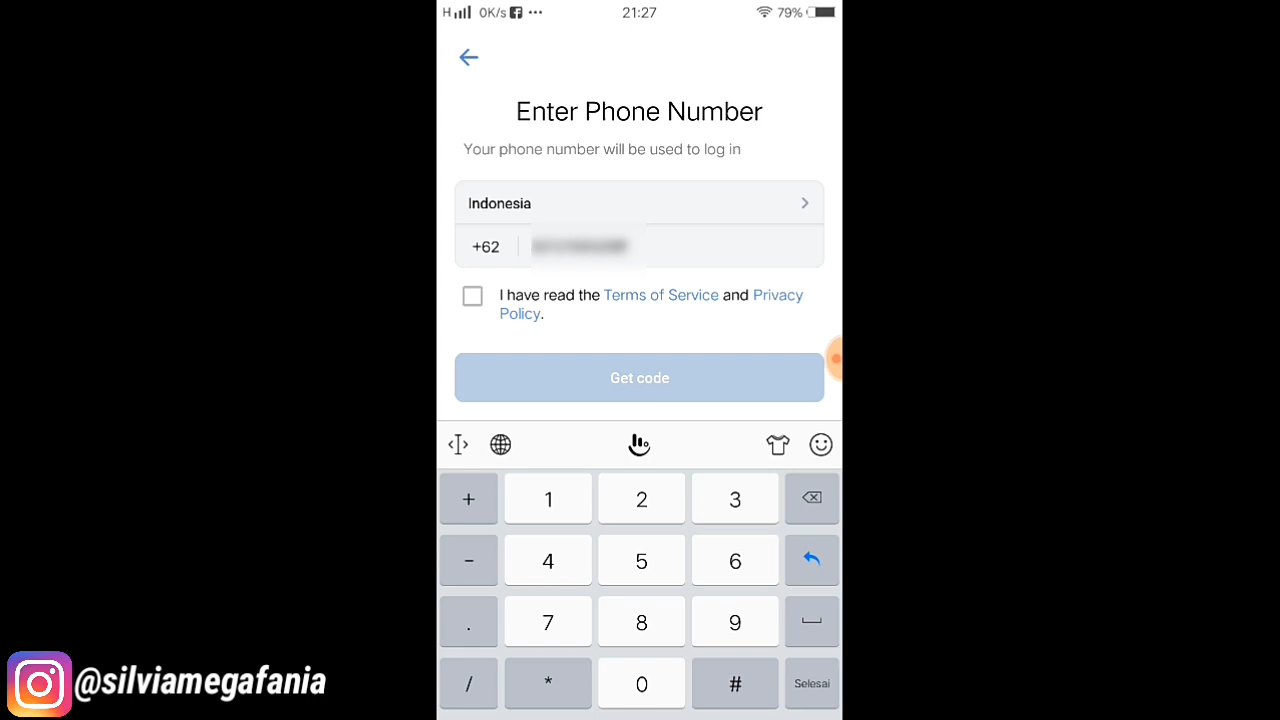 H 0K/s ... 21:27 79%
Enter Phone Number
Your phone number will be used to log in
Indonesia
+62
I have read the Terms of Service and Privacy
Policy.
Get code
+ 1 2 3
- 4 5 6
. 7 8 9
/ * 0 # Selesai
@silviamegafania